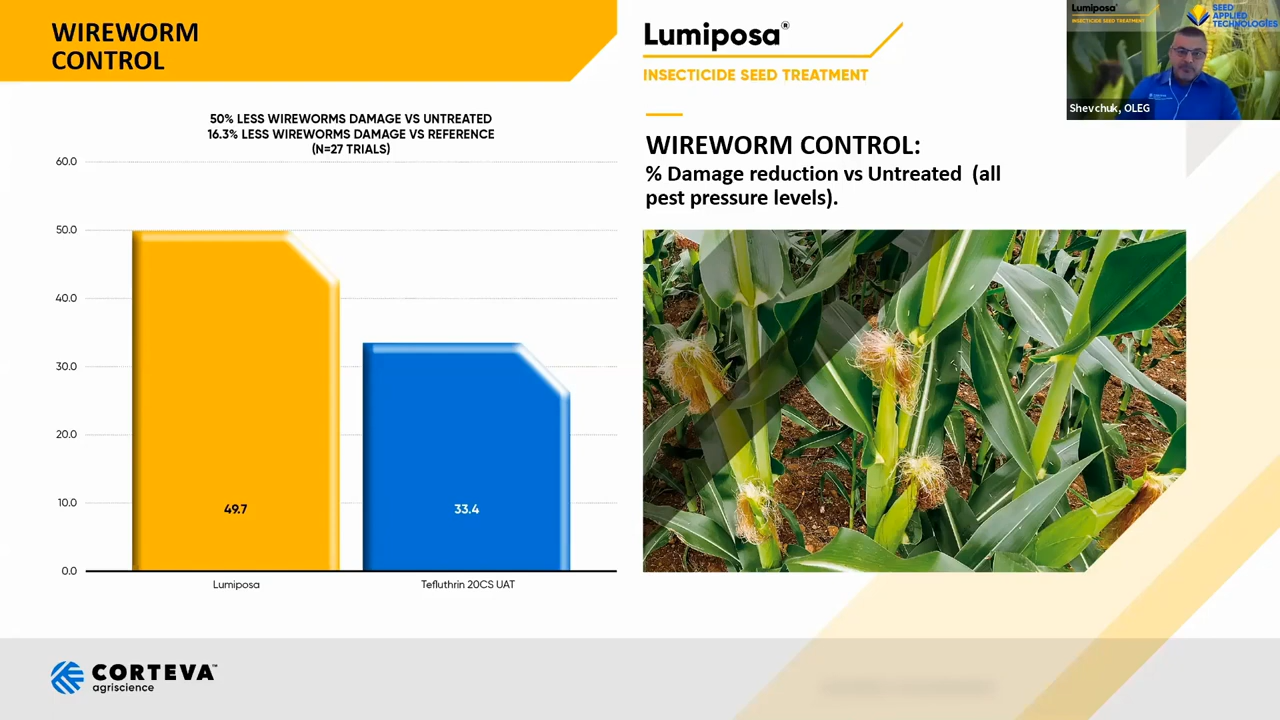 WIREWORM
CONTROL
50% LESS WIREWORMS DAMAGE VS UNTREATED
16.3% LESS WIREWORMS DAMAGE VS REFERENCE
(N=27 TRIALS)
60.0
50.0
40.0
30.0
20.0
10.0
0.0
49.7
33.4
Lumiposa
Tefluthrin 20CS UAT
Lumiposa®
INSECTICIDE SEED TREATMENT
WIREWORM CONTROL:
% Damage reduction vs Untreated (all
pest pressure levels).
Lumiposa®
INSECTICIDE SEED TREATMENT
SEED
APPLIED
TECHNOLOGIES
Shevchuk, OLEG
CORTEVA™
agriscience